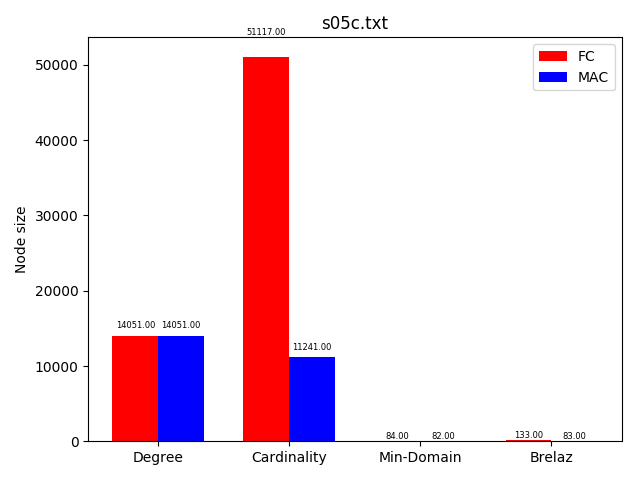 s05c.txt
51117.00
FC
MAC
50000
40000
30000
20000
10000
0
Node size
14051.00 14051.00
11241.00
84.00 82.00
133.00 83.00
Degree Cardinality Min-Domain Brelaz